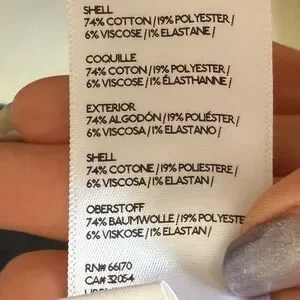 SHELL
74% COTTON / 19% POLYESTER /
6% VISCOSE / 1% ELASTANE /
COQUILLE
74% COTON / 19% POLYESTER /
6% VISCOSE / 1% ÉLASTHANNE /
EXTERIOR
74% ALGODÓN / 19% POLIÉSTER /
6% VISCOSA / 1% ELASTANO /
SHELL
74% COTONE / 19% POLIESTERE /
6% VISCOSA / 1% ELASTAN /
OBERSTOFF
74% BAUMWOLLE / 19% POLYESTE
6% VISKOSE / 1% ELASTAN /
RN# 66170
CA# 32054